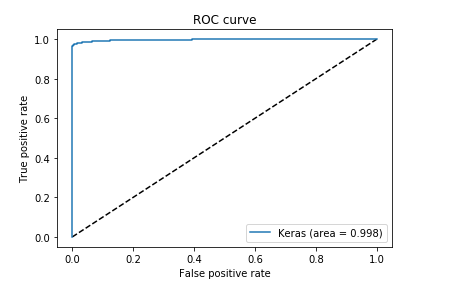 ROC curve
1.0
0.8
0.6
0.4
0.2
0.0
True positive rate
Keras (area = 0.998)
0.0 0.2 0.4 0.6 0.8 1.0
False positive rate